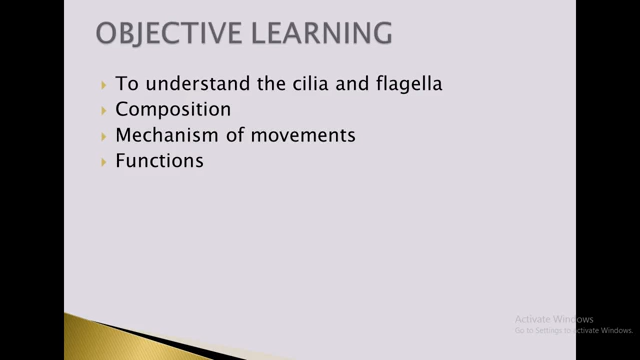 OBJECTIVE LEARNING
To understand the cilia and flagella
Composition
Mechanism of movements
Functions
Activate Windows
Go to Settings to Activate Windows.